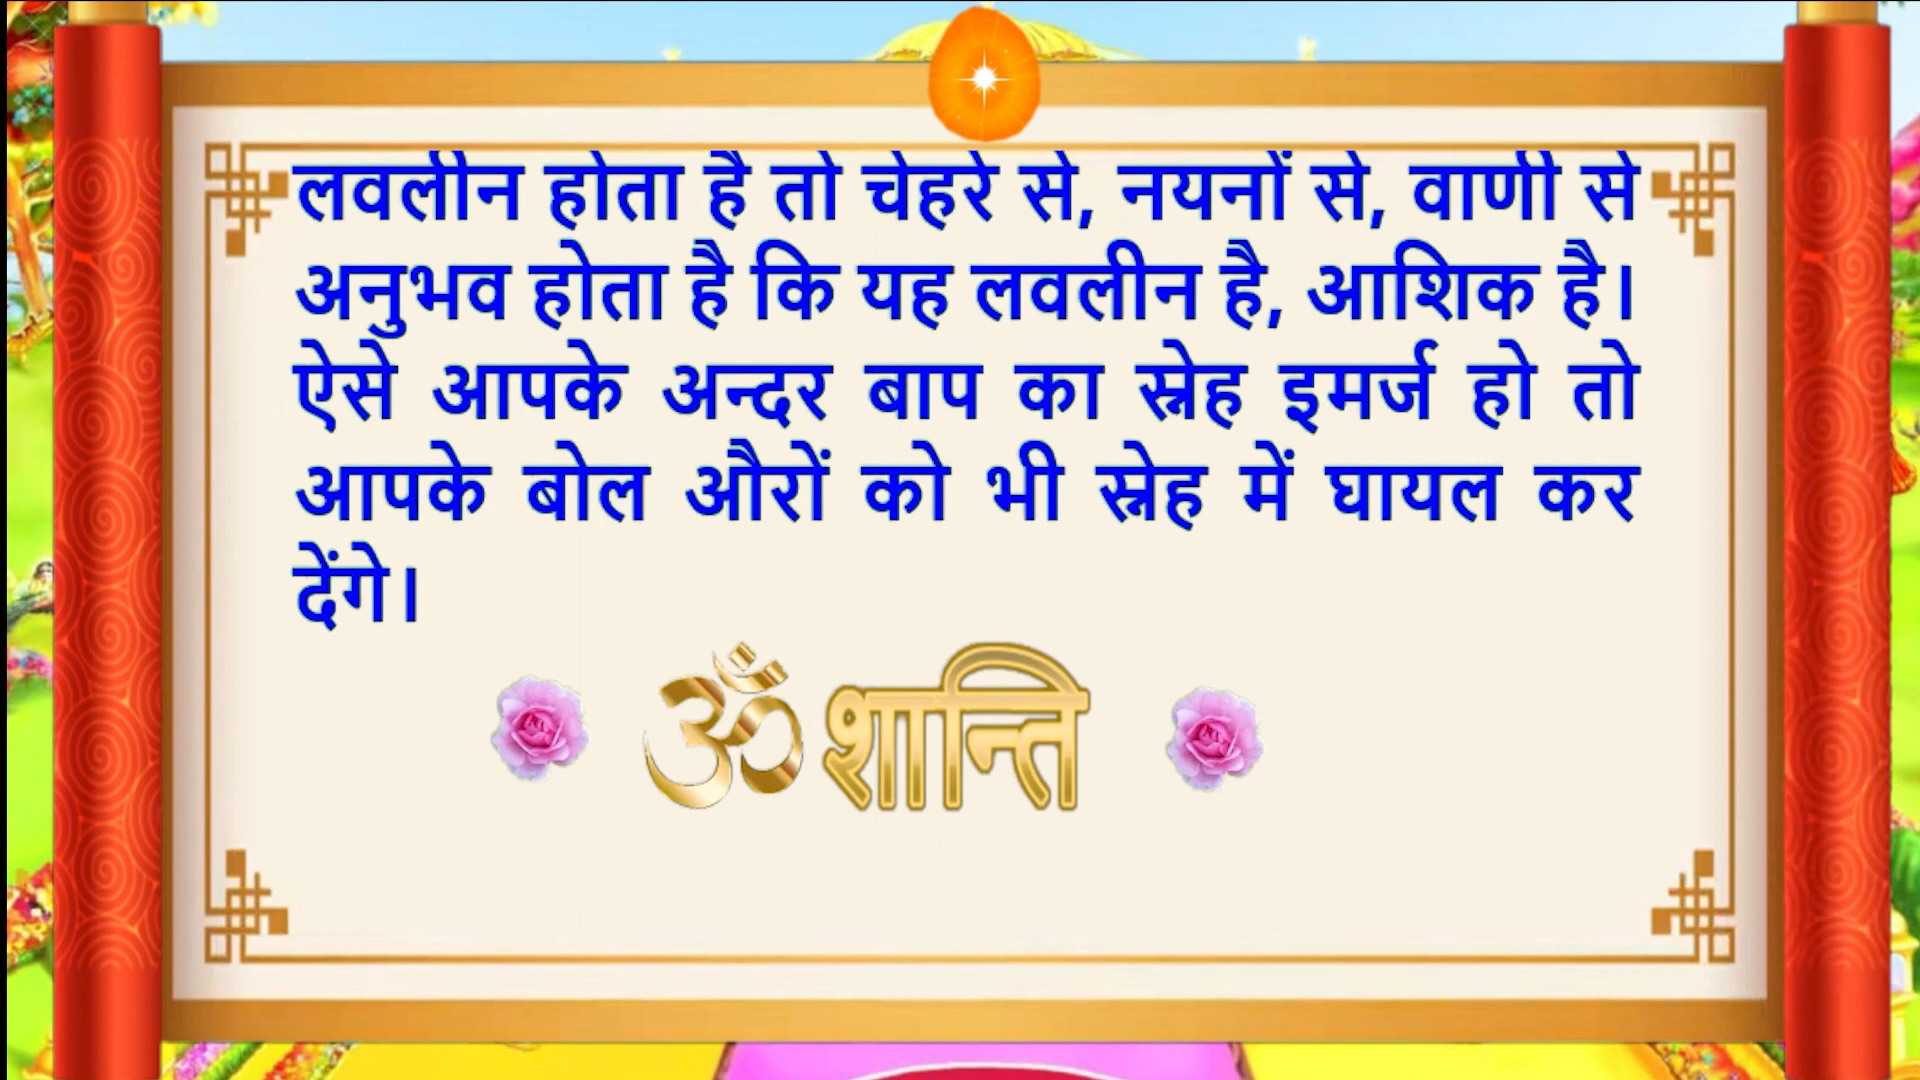 लवलीन होता है तो चेहरे से, नयनों से, वाणी से
अनुभव होता है कि यह लवलीन है, आशिक है।
ऐसे आपके अन्दर बाप का स्नेह इमर्ज हो तो
आपके बोल औरों को भी स्नेह में घायल कर
देंगे।
ॐ शान्ति